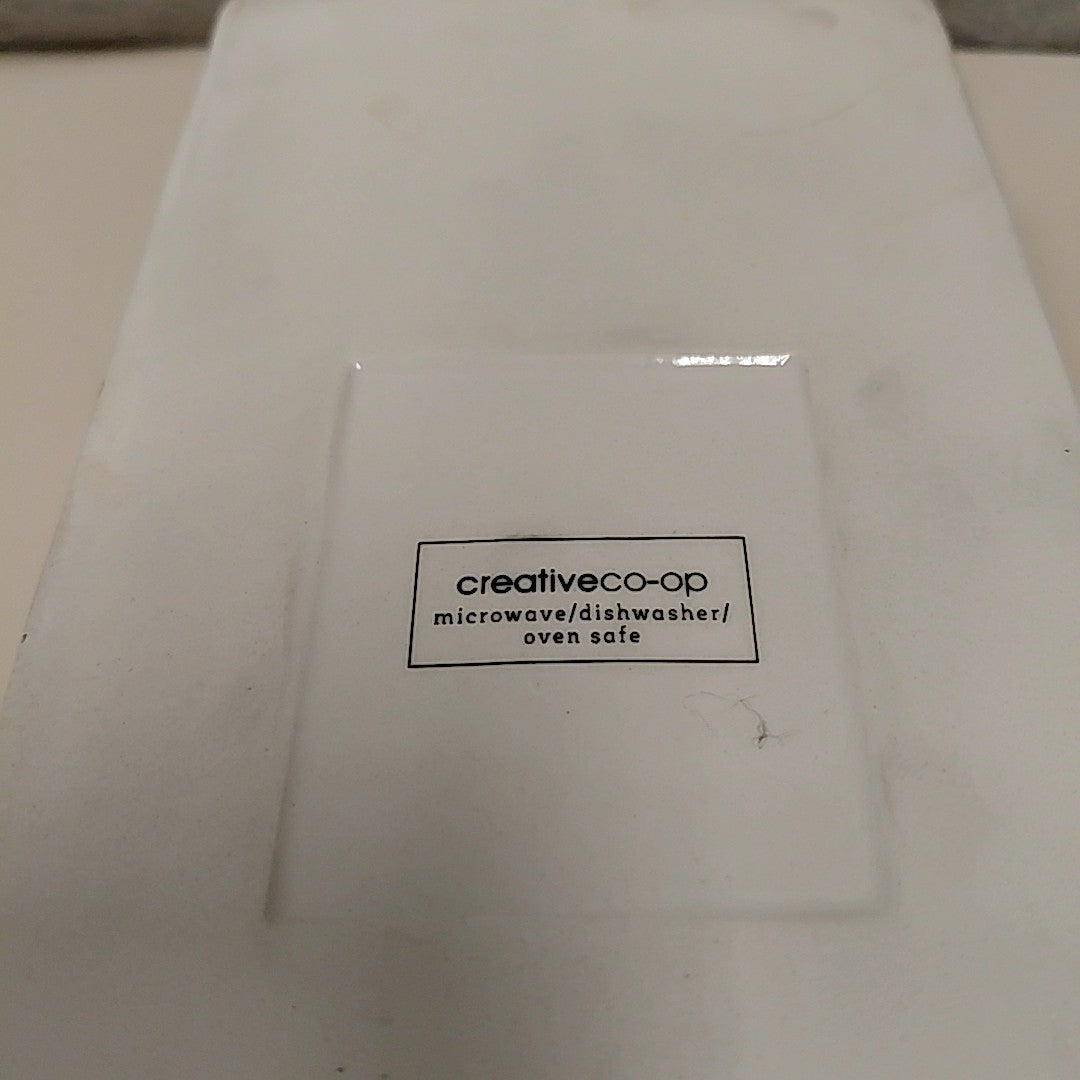 creativeco-op
microwave/dishwasher/
oven safe